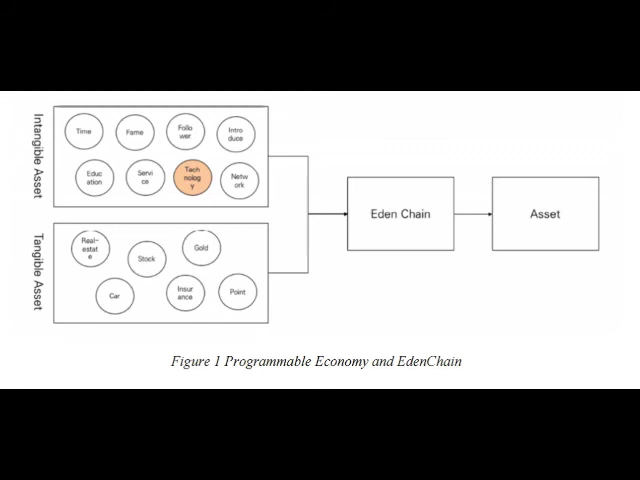 Intangible Asset
Time
Fame
Follo
wer
Intro
duce
Educ
ation
Servi
ce
Tech
nolog
y
Netw
ork
Tangible Asset
Real-
estat
e
Stock
Gold
Car
Insur
ance
Point
Eden Chain
Asset
Figure 1 Programmable Economy and EdenChain